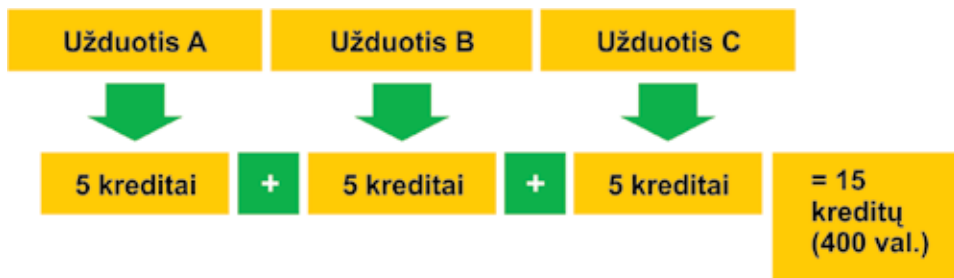 Užduotis A
Užduotis B
Užduotis C
5 kreditai
+
5 kreditai
+
5 kreditai
= 15
kreditų
(400 val.)